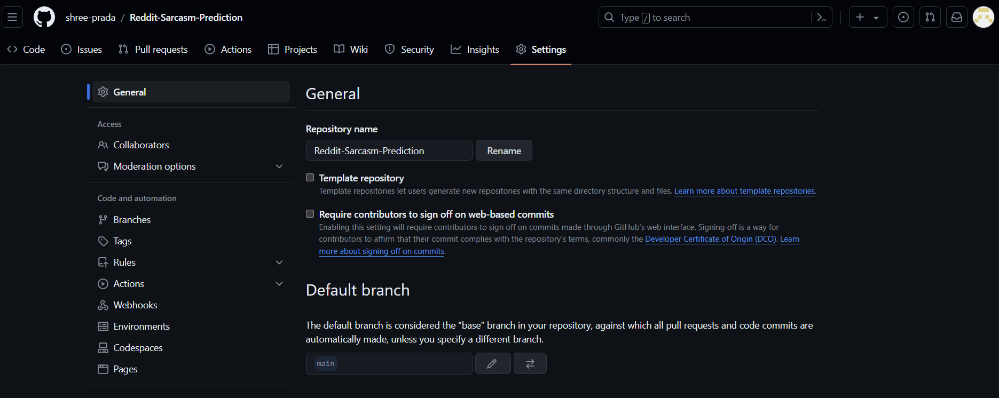 shree-prada / Reddit-Sarcasm-Prediction
Type / to search
Code Issues Pull requests Actions Projects Wiki Security Insights Settings
General
Access
Collaborators
Moderation options
Code and automation
Branches
Tags
Rules
Actions
Webhooks
Environments
Codespaces
Pages
General
Repository name
Reddit-Sarcasm-Prediction Rename
Template repository
Template repositories let users generate new repositories with the same directory structure and files. Learn more about template repositories.
Require contributors to sign off on web-based commits
Enabling this setting will require contributors to sign off on commits made through GitHub’s web interface. Signing off is a way for
contributors to affirm that their commit complies with the repository's terms, commonly the Developer Certificate of Origin (DCO). Learn
more about signing off on commits.
Default branch
The default branch is considered the “base” branch in your repository, against which all pull requests and code commits are
automatically made, unless you specify a different branch.
main